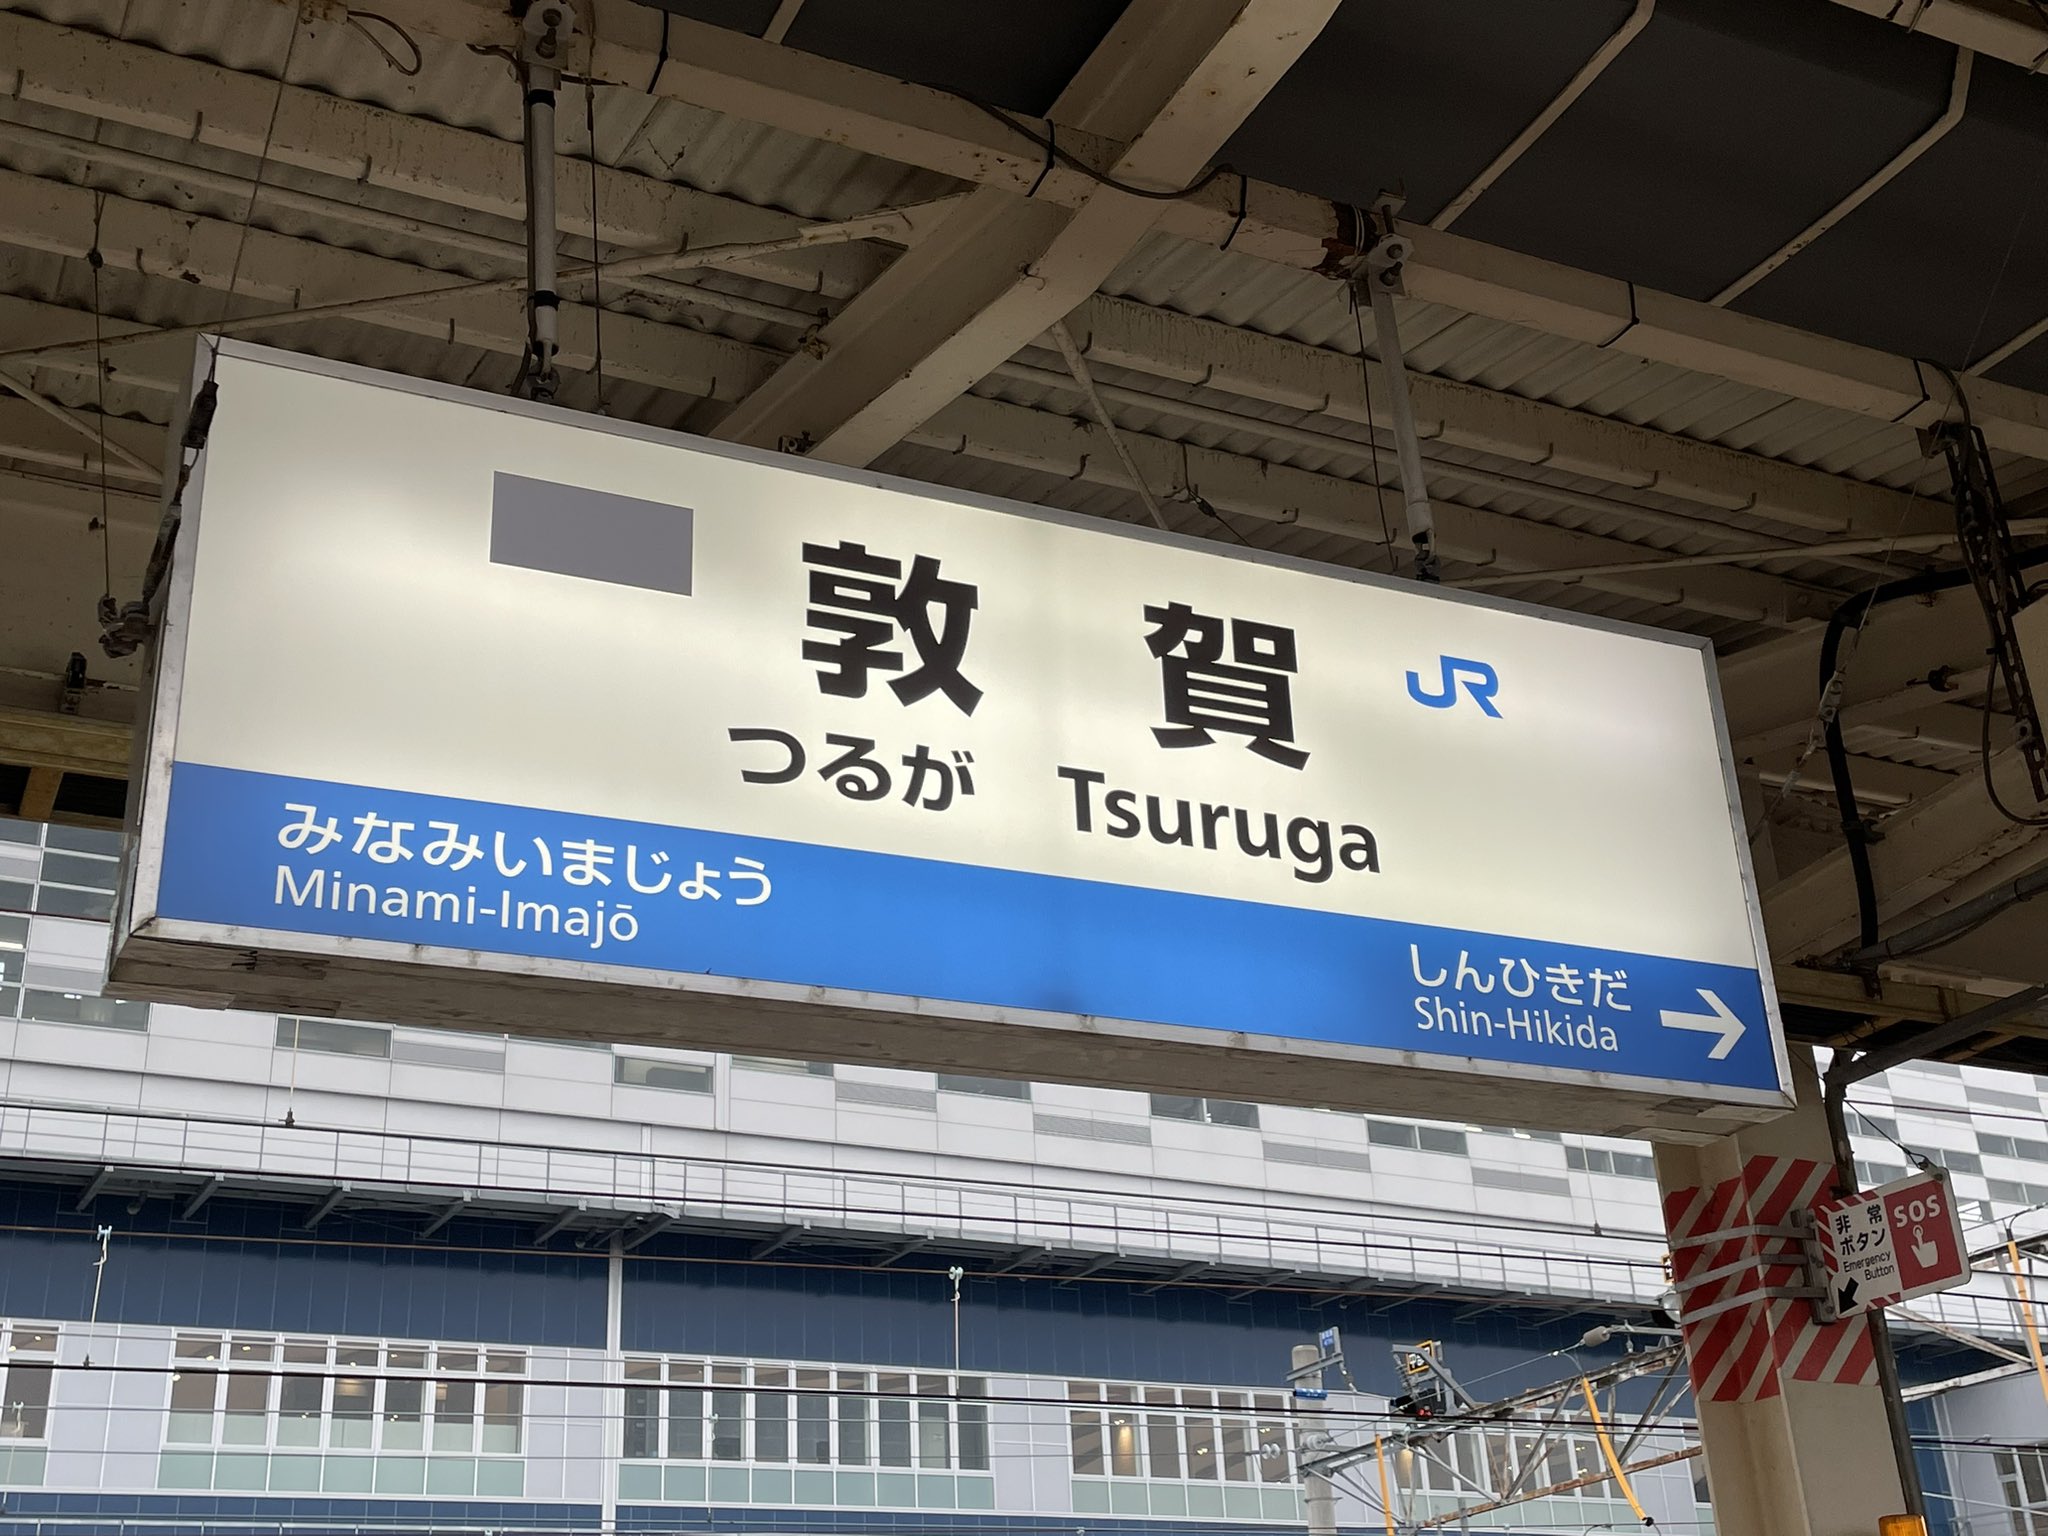 敦賀
JR
つるが Tsuruga
みなみいまじょう
Minami-Imajō
しんひきだ
Shin-Hikida
→
非常
ボタン
Emergency
Button
SOS